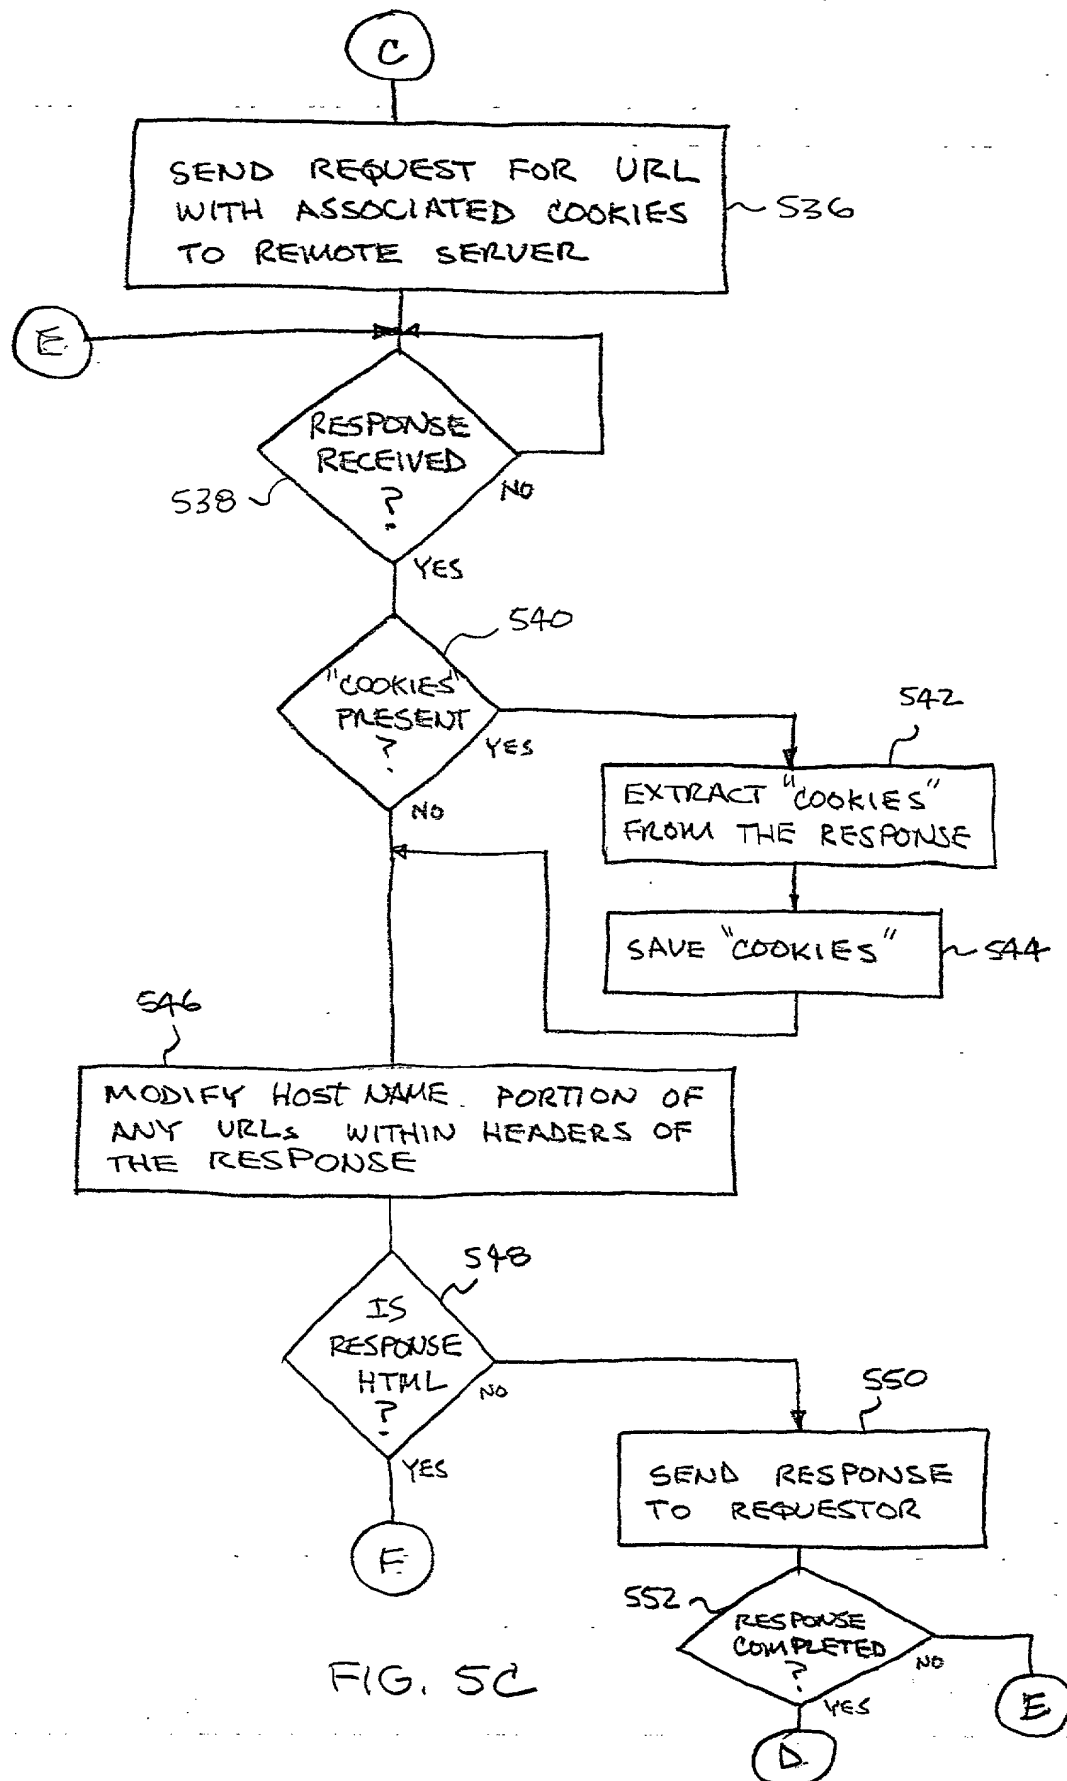 C
SEND REQUEST FOR URL
WITH ASSOCIATED COOKIES
TO REMOTE SERVER
536
E
RESPONSE
RECEIVED
?
538
NO
YES
540
"COOKIES"
PRESENT
?
YES
NO
542
EXTRACT "COOKIES"
FROM THE RESPONSE
SAVE "COOKIES"
544
546
MODIFY HOST NAME PORTION OF
ANY URLs WITHIN HEADERS OF
THE RESPONSE
548
IS
RESPONSE
HTML
?
NO
YES
F
550
SEND RESPONSE
TO REQUESTOR
552
RESPONSE
COMPLETED
?
NO
YES
E
D
FIG. 5C